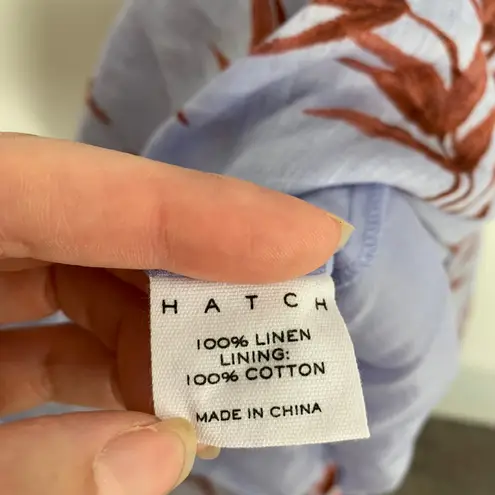 HATCH
100% LINEN
LINING:
100% COTTON
MADE IN CHINA